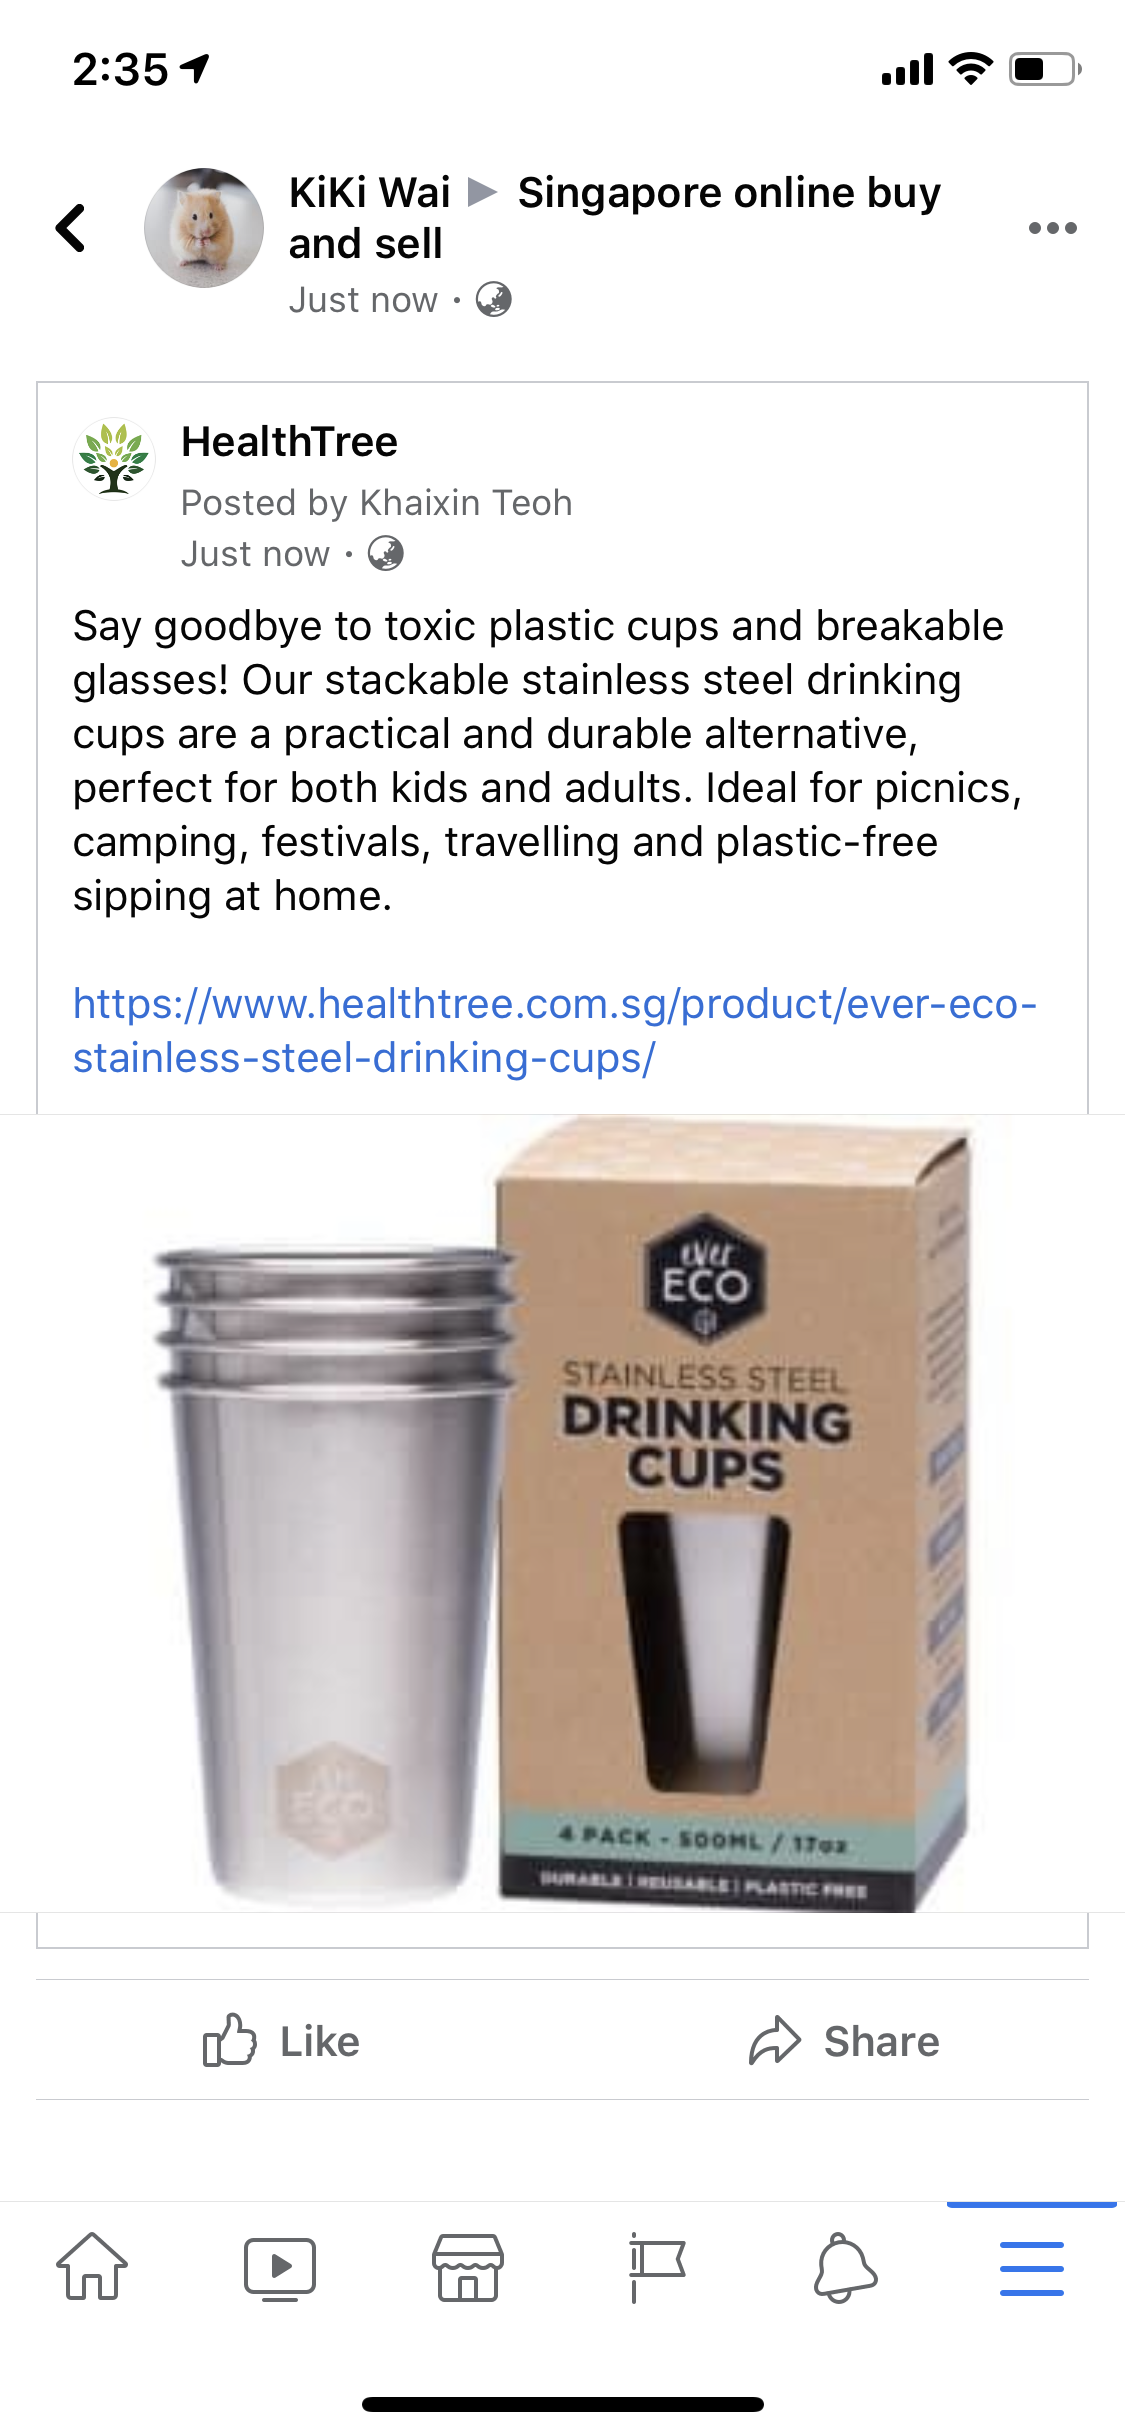 2:35
KiKi Wai ▶ Singapore online buy
and sell
Just now ·
HealthTree
Posted by Khaixin Teoh
Just now ·
Say goodbye to toxic plastic cups and breakable
glasses! Our stackable stainless steel drinking
cups are a practical and durable alternative,
perfect for both kids and adults. Ideal for picnics,
camping, festivals, travelling and plastic-free
sipping at home.
https://www.healthtree.com.sg/product/ever-eco-
stainless-steel-drinking-cups/
ever
ECO
STAINLESS STEEL
DRINKING
CUPS
ECO
4 PACK - 500ML / 17oz
DURABLE | REUSABLE | PLASTIC FREE
Like
Share